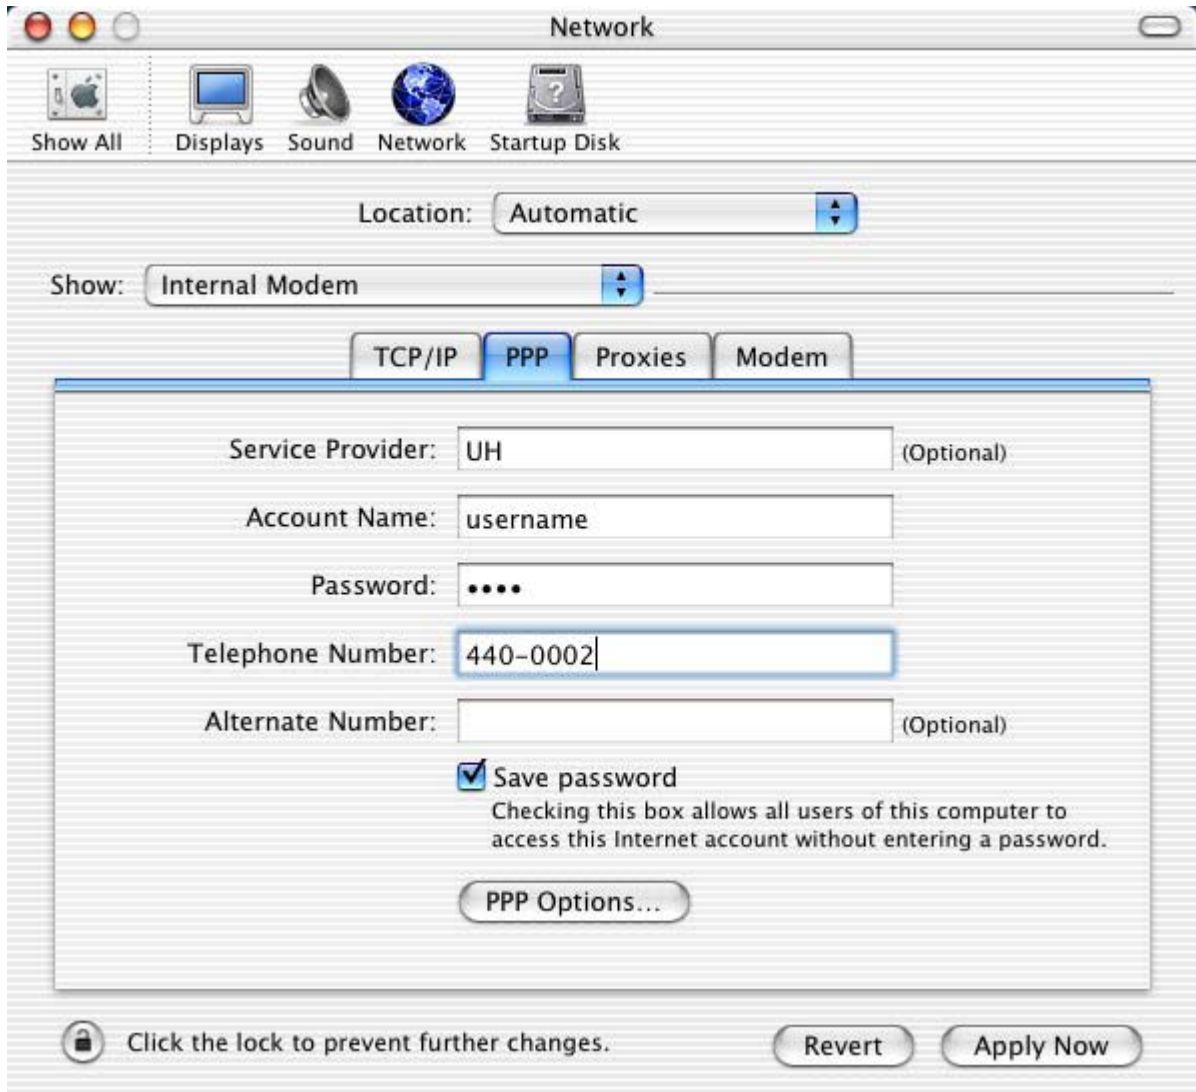 Network
Show All Displays Sound Network Startup Disk
Location: Automatic
Show: Internal Modem
TCP/IP PPP Proxies Modem
Service Provider: UH (Optional)
Account Name: username
Password: ••••
Telephone Number: 440-0002
Alternate Number: (Optional)
Save password
Checking this box allows all users of this computer to
access this Internet account without entering a password.
PPP Options...
Click the lock to prevent further changes. Revert Apply Now